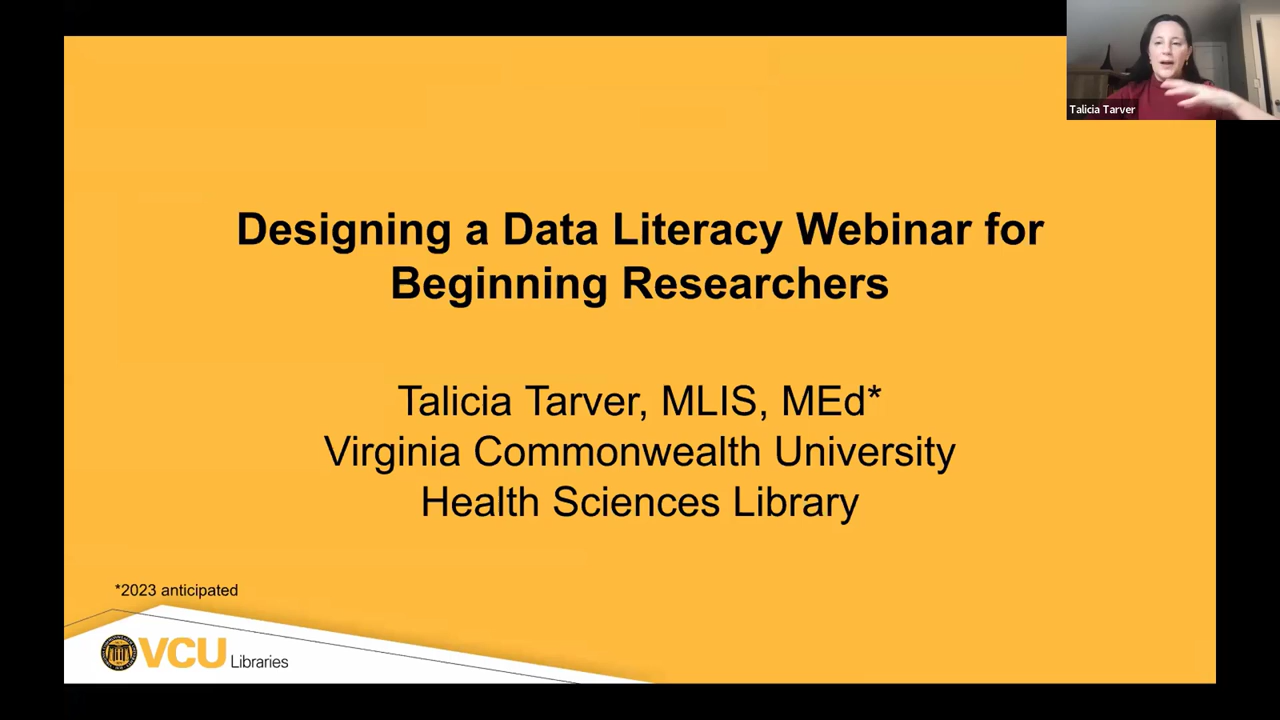 Talicia Tarver
Designing a Data Literacy Webinar for
Beginning Researchers
Talicia Tarver, MLIS, MEd*
Virginia Commonwealth University
Health Sciences Library
*2023 anticipated
VCU Libraries